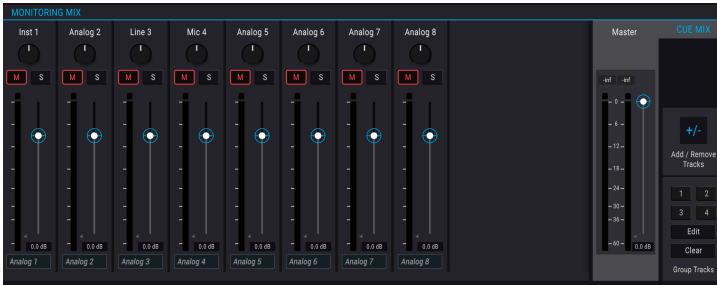 MONITORING MIX
Inst 1 Analog 2 Line 3 Mic 4 Analog 5 Analog 6 Analog 7 Analog 8 Master CUE MIX
M S M S M S M S M S M S M S M S
-inf -inf
0
6
12
18
24
30
36
60
0.0 dB 0.0 dB 0.0 dB 0.0 dB 0.0 dB 0.0 dB 0.0 dB 0.0 dB 0.0 dB
Analog 1 Analog 2 Analog 3 Analog 4 Analog 5 Analog 6 Analog 7 Analog 8
+/-
Add / Remove
Tracks
1 2
3 4
Edit
Clear
Group Tracks